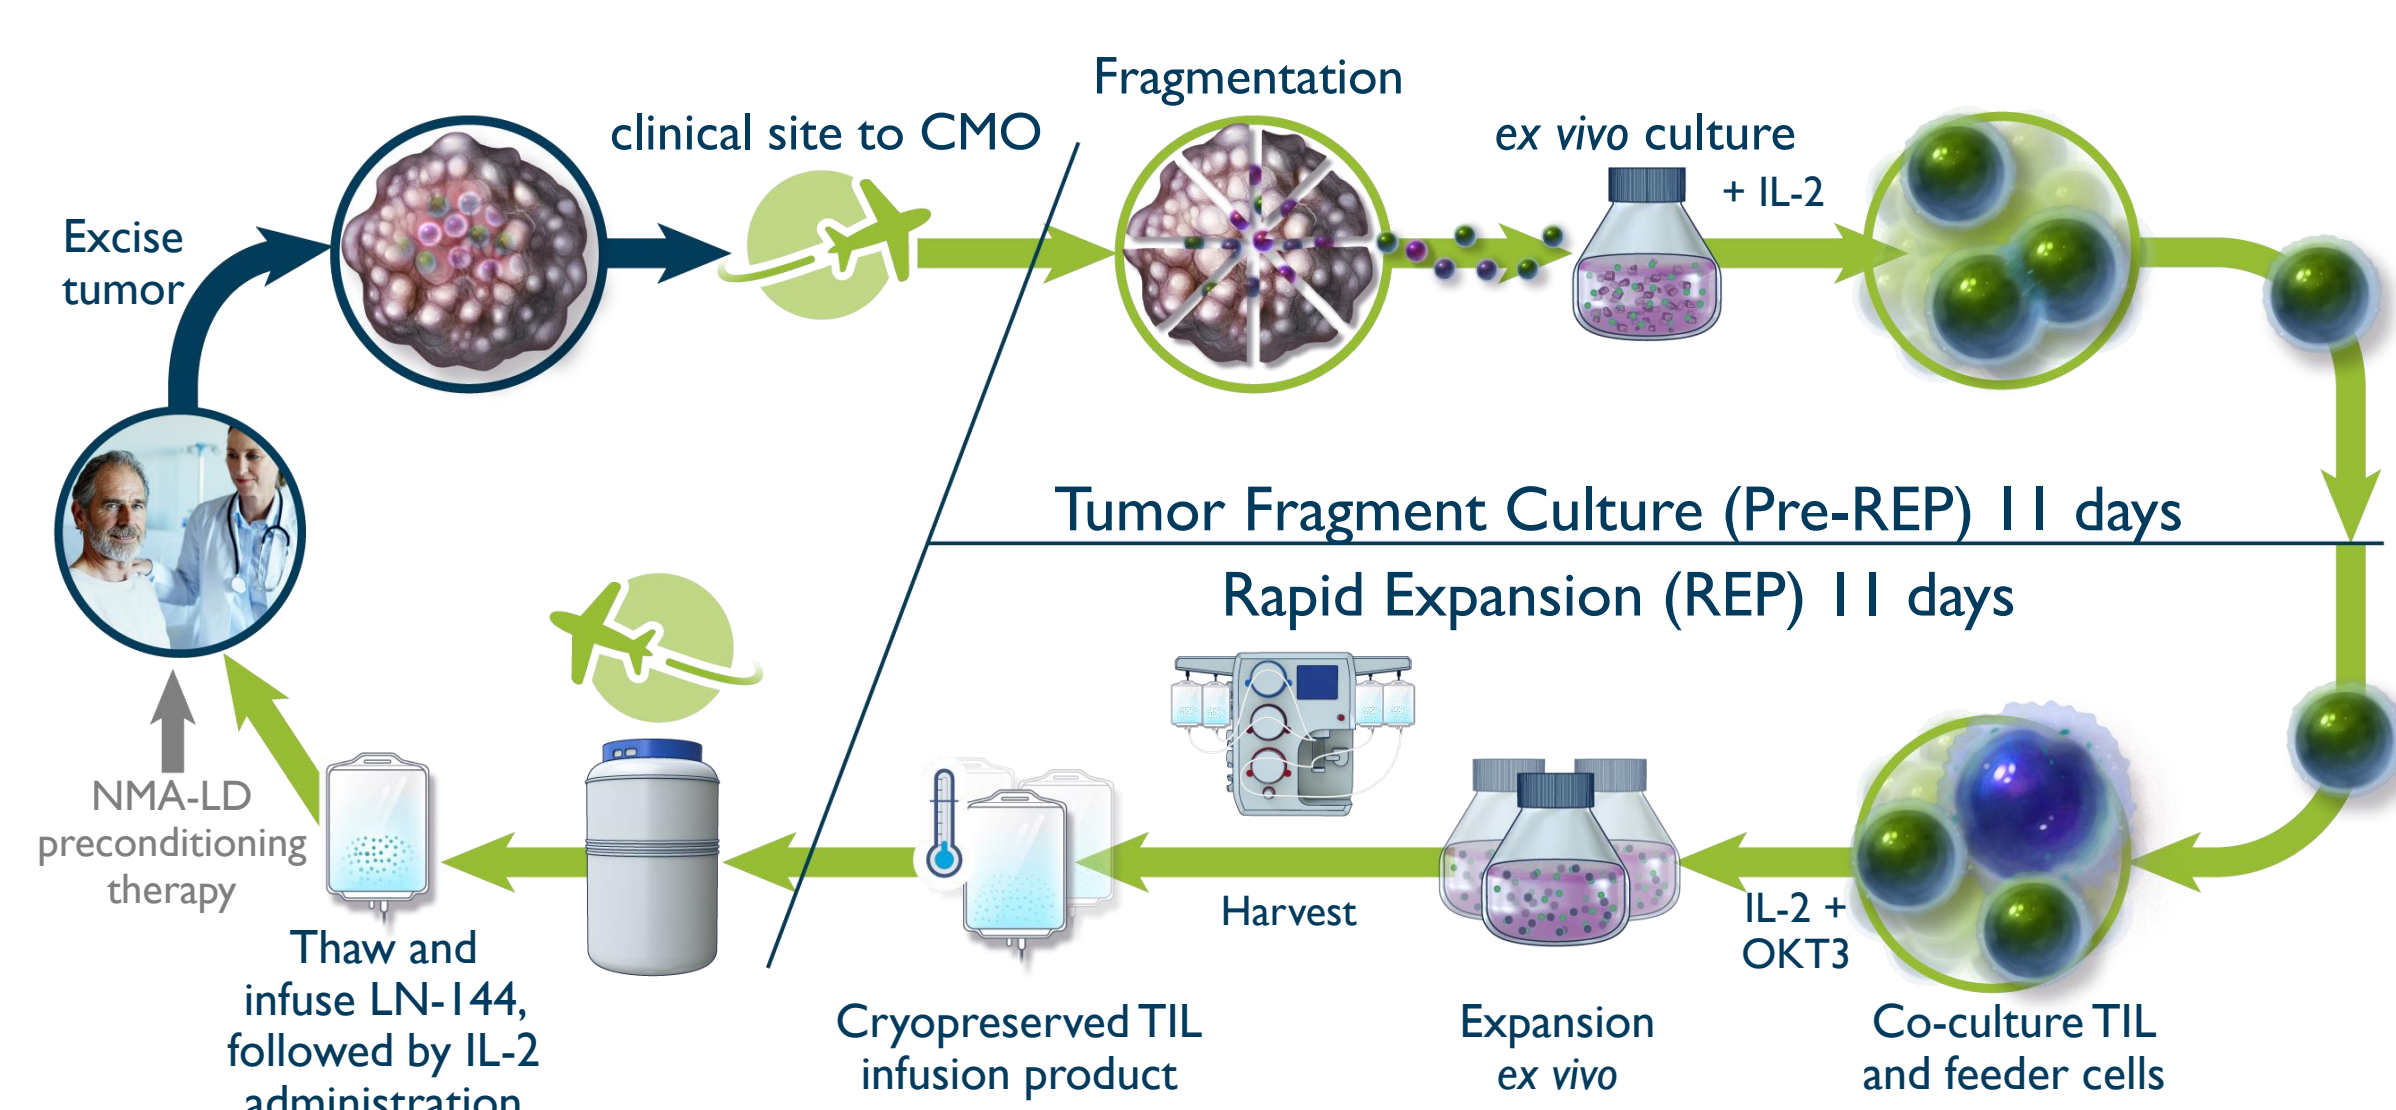 Fragmentation
clinical site to CMO
ex vivo culture
+ IL-2
Excise
tumor
Tumor Fragment Culture (Pre-REP) 11 days
Rapid Expansion (REP) 11 days
NMA-LD
preconditioning
therapy
Harvest
IL-2 +
OKT3
Thaw and
infuse LN-144,
followed by IL-2
administration
Cryopreserved TIL
infusion product
Expansion
ex vivo
Co-culture TIL
and feeder cells